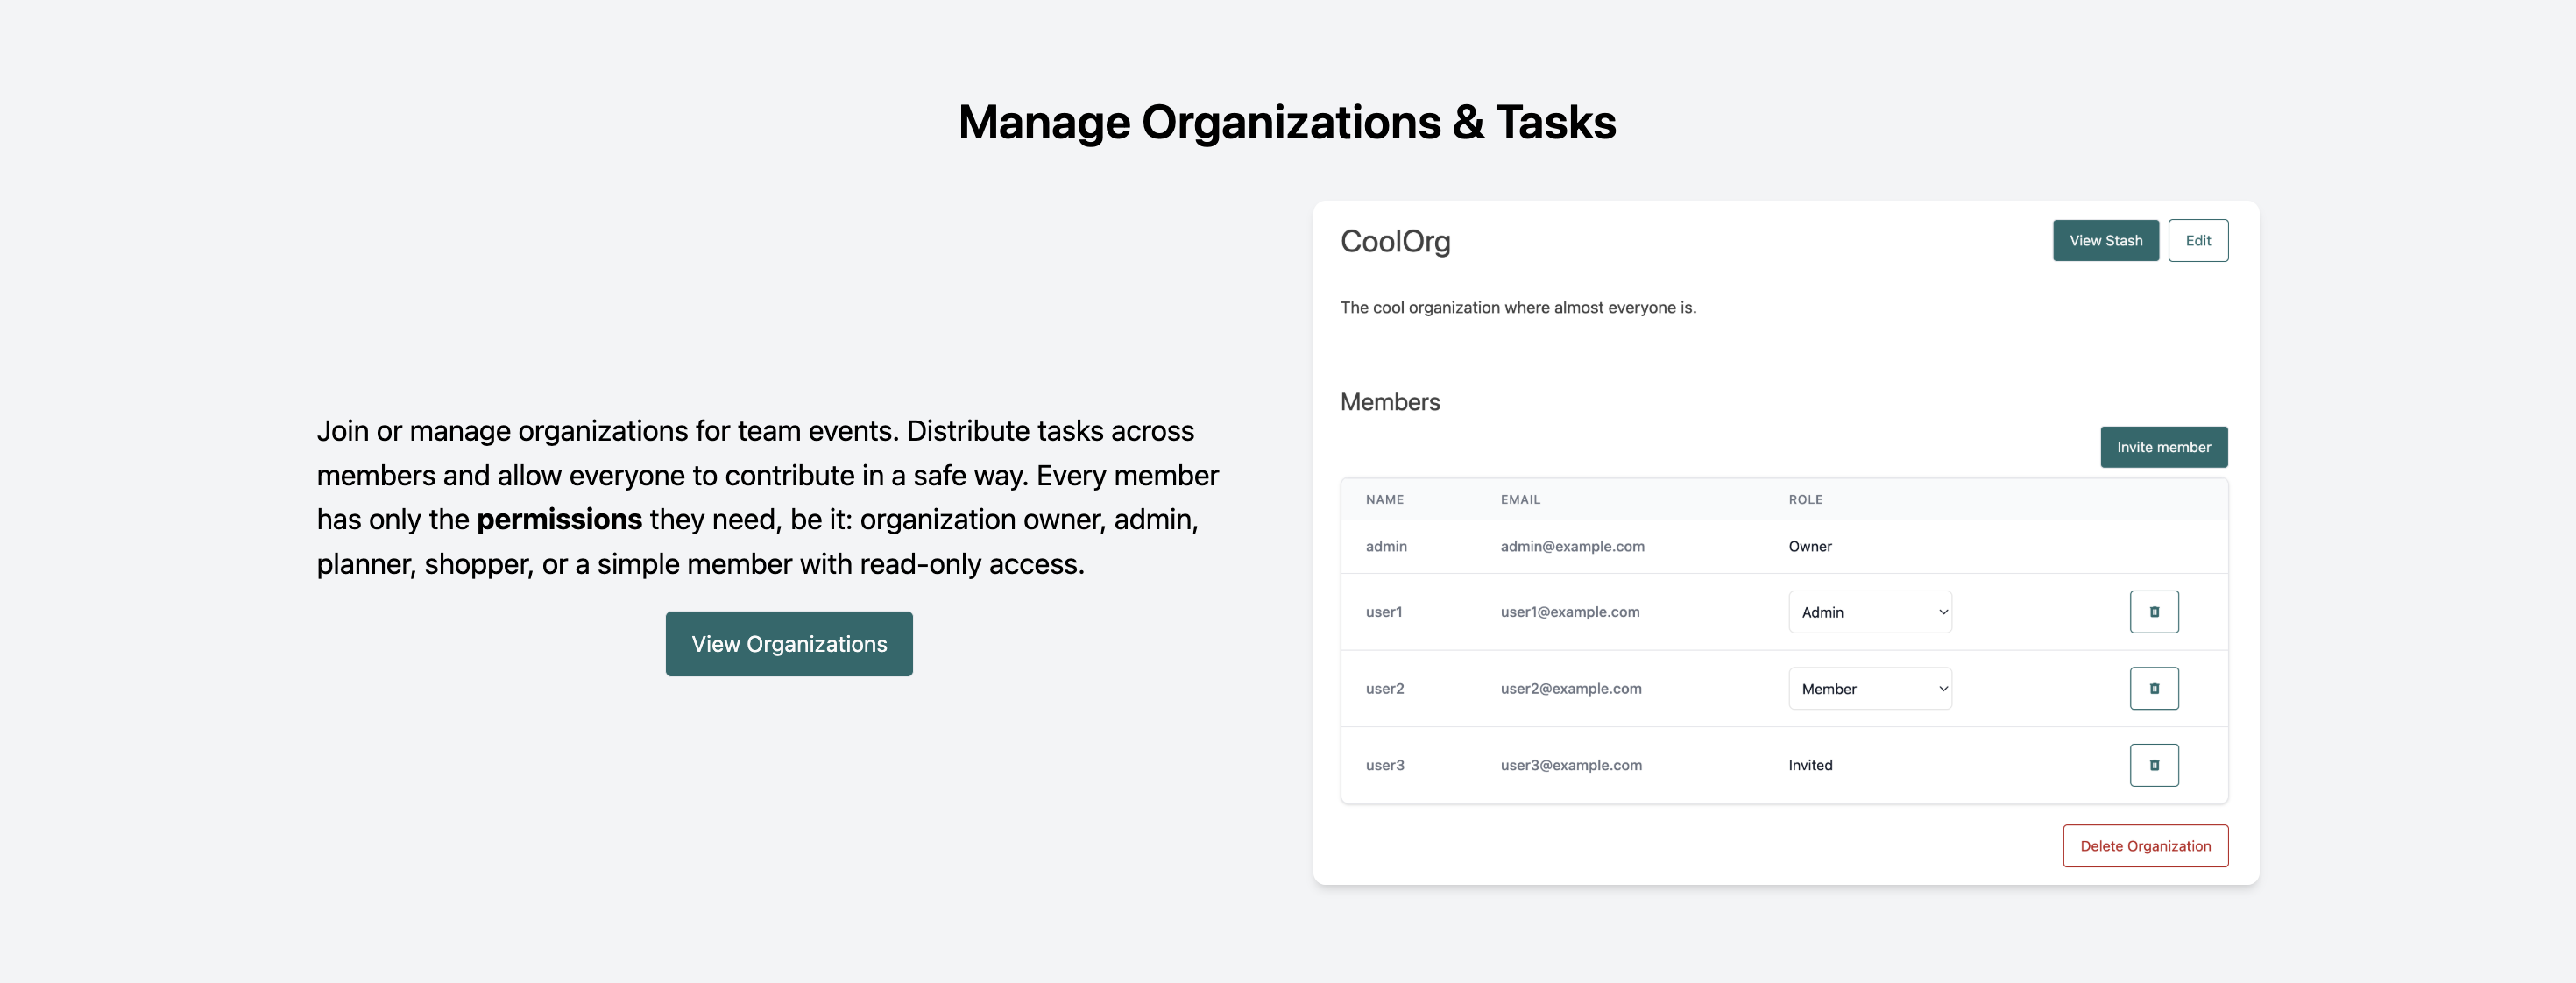 Manage Organizations & Tasks
Join or manage organizations for team events. Distribute tasks across
members and allow everyone to contribute in a safe way. Every member
has only the permissions they need, be it: organization owner, admin,
planner, shopper, or a simple member with read-only access.
View Organizations
CoolOrg
View Stash
Edit
The cool organization where almost everyone is.
Members
Invite member
NAME EMAIL ROLE
admin admin@example.com Owner
user1 user1@example.com Admin
user2 user2@example.com Member
user3 user3@example.com Invited
Delete Organization